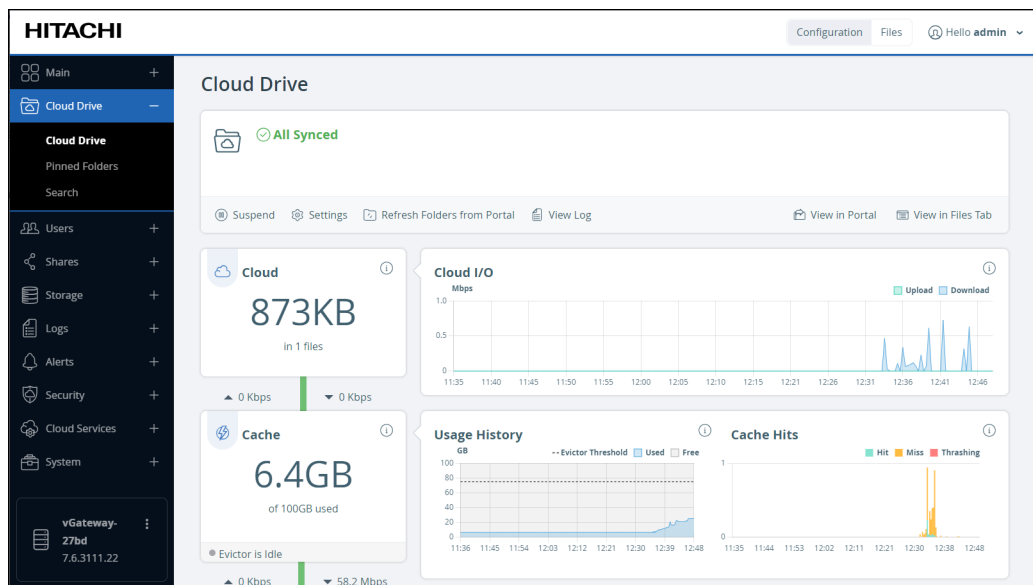 HITACHI
Configuration
Files
Hello admin
Main
Cloud Drive
Cloud Drive
Pinned Folders
Search
Users
Shares
Storage
Logs
Alerts
Security
Cloud Services
System
vGateway-
27bd
7.6.3111.22
Cloud Drive
All Synced
Suspend
Settings
Refresh Folders from Portal
View Log
View in Portal
View in Files Tab
Cloud
873KB
in 1 files
0 Kbps
0 Kbps
Cloud I/O
Mbps
Upload
Download
1.0
0.5
0
11:35 11:40 11:45 11:50 11:55 12:00 12:05 12:10 12:15 12:21 12:26 12:31 12:36 12:41 12:46
Cache
6.4GB
of 100GB used
Evictor is Idle
0 Kbps
58.2 Mbps
Usage History
GB
Evictor Threshold
Used
Free
100
80
60
40
20
0
11:36 11:45 11:54 12:03 12:12 12:21 12:30 12:39 12:48
Cache Hits
Hit
Miss
Thrashing
1
0
11:35 11:44 11:53 12:02 12:11 12:21 12:30 12:38 12:48